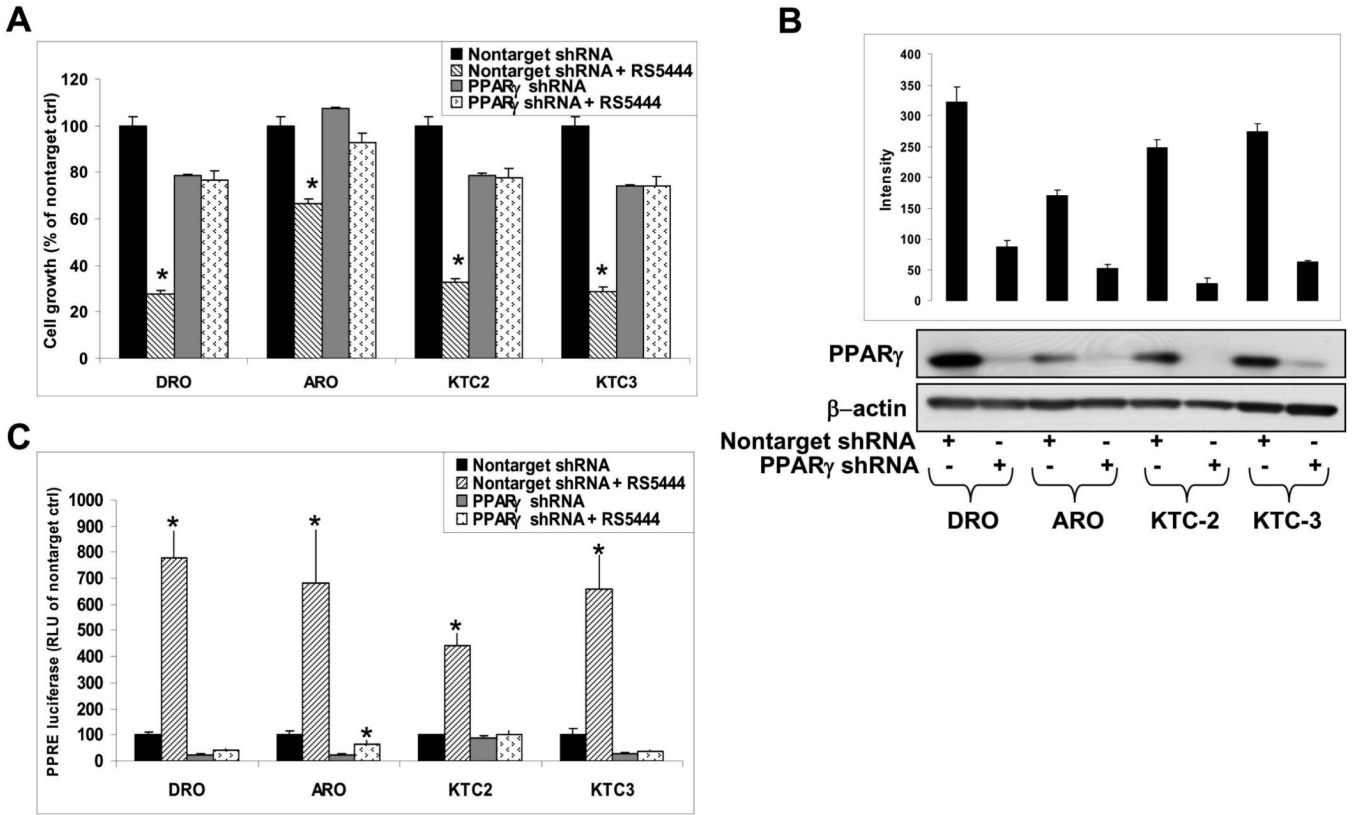 A
Nontarget shRNA
Nontarget shRNA + RS5444
PPARγ shRNA
PPARγ shRNA + RS5444
Cell growth (% of nontarget ctrl)
120
100
80
60
40
20
0
* * * *
DRO ARO KTC2 KTC3
B
Intensity
400
350
300
250
200
150
100
50
0
PPARγ
β–actin
Nontarget shRNA + - + - + - + -
PPARγ shRNA - + - + - + - +
DRO ARO KTC-2 KTC-3
C
Nontarget shRNA
Nontarget shRNA + RS5444
PPARγ shRNA
PPARγ shRNA + RS5444
PPRE luciferase (RLU of nontarget ctrl)
1000
900
800
700
600
500
400
300
200
100
0
* * * * *
DRO ARO KTC2 KTC3